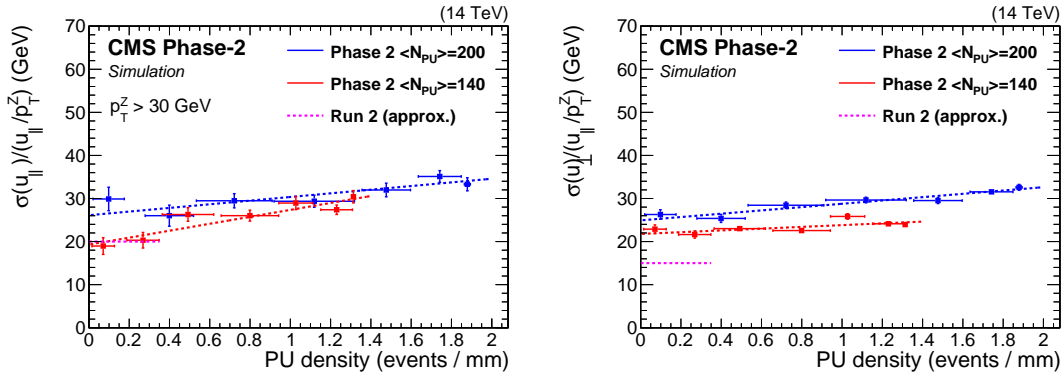 (14 TeV)
σ(u∥)/(u∥/p_T^Z) (GeV)
70
60
50
40
30
20
10
0
CMS Phase-2
Simulation
p_T^Z > 30 GeV
Phase 2 <N_PU>=200
Phase 2 <N_PU>=140
Run 2 (approx.)
0 0.2 0.4 0.6 0.8 1 1.2 1.4 1.6 1.8 2
PU density (events / mm)
(14 TeV)
σ(u⊥)/(u∥/p_T^Z) (GeV)
70
60
50
40
30
20
10
0
CMS Phase-2
Simulation
Phase 2 <N_PU>=200
Phase 2 <N_PU>=140
Run 2 (approx.)
0 0.2 0.4 0.6 0.8 1 1.2 1.4 1.6 1.8 2
PU density (events / mm)